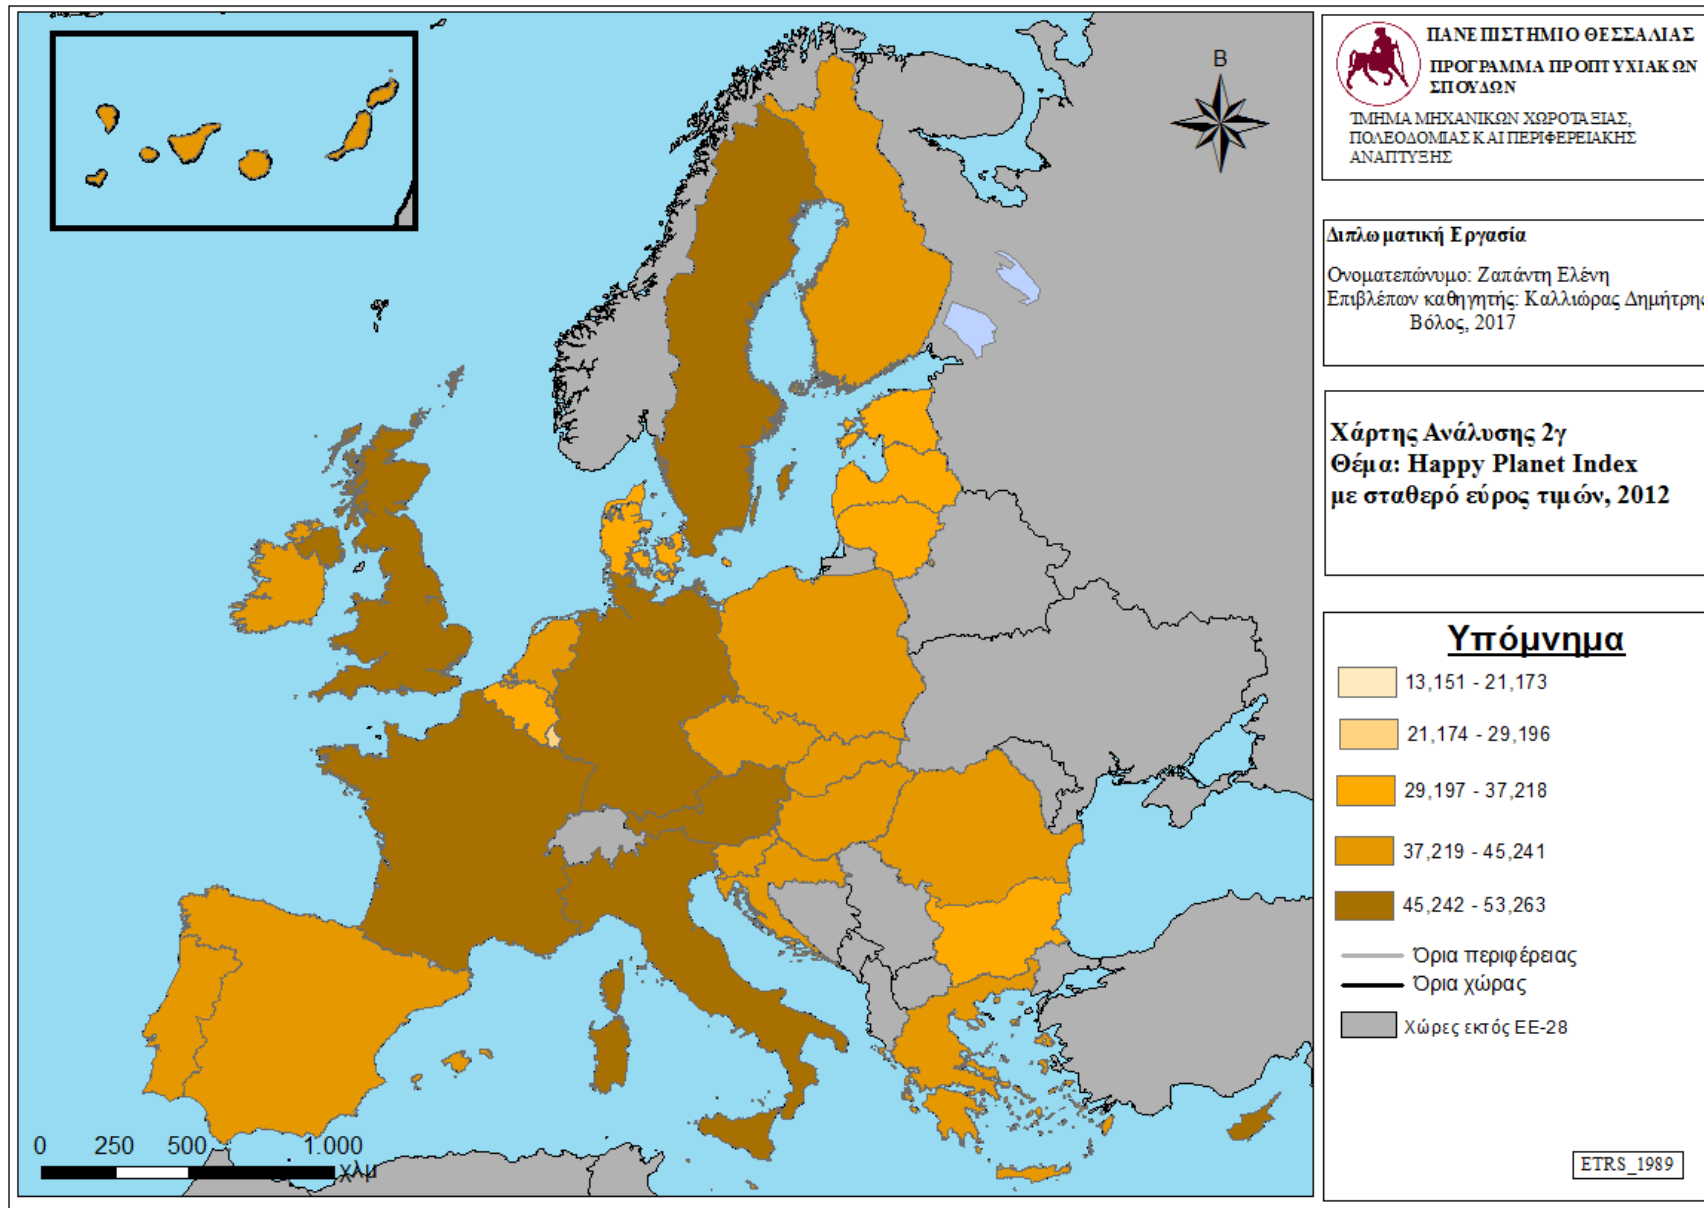 Β
0 250 500 1.000
χλμ
ΠΑΝΕΠΙΣΤΗΜΙΟ ΘΕΣΣΑΛΙΑΣ
ΠΡΟΓΡΑΜΜΑ ΠΡΟΠΤΥΧΙΑΚΩΝ
ΣΠΟΥΔΩΝ
ΤΜΗΜΑ ΜΗΧΑΝΙΚΩΝ ΧΩΡΟΤΑΞΙΑΣ,
ΠΟΛΕΟΔΟΜΙΑΣ ΚΑΙ ΠΕΡΙΦΕΡΕΙΑΚΗΣ
ΑΝΑΠΤΥΞΗΣ
Διπλωματική Εργασία
Ονοματεπώνυμο: Ζαπάντη Ελένη
Επιβλέπων καθηγητής: Καλλιώρας Δημήτρης
Βόλος, 2017
Χάρτης Ανάλυσης 2γ
Θέμα: Happy Planet Index
με σταθερό εύρος τιμών, 2012
Υπόμνημα
13,151 - 21,173
21,174 - 29,196
29,197 - 37,218
37,219 - 45,241
45,242 - 53,263
Όρια περιφέρειας
Όρια χώρας
Χώρες εκτός ΕΕ-28
ETRS_1989